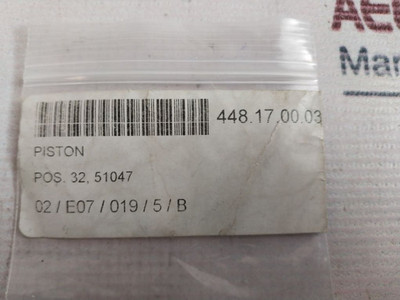 448.17.00.03
PISTON
POS. 32, 51047
02 / E07 / 019 / 5 / B